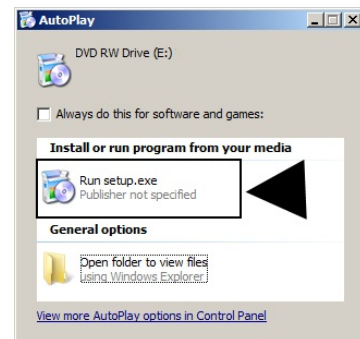 AutoPlay
DVD RW Drive (E:)
Always do this for software and games:
Install or run program from your media
Run setup.exe
Publisher not specified
General options
Open folder to view files
using Windows Explorer
View more AutoPlay options in Control Panel